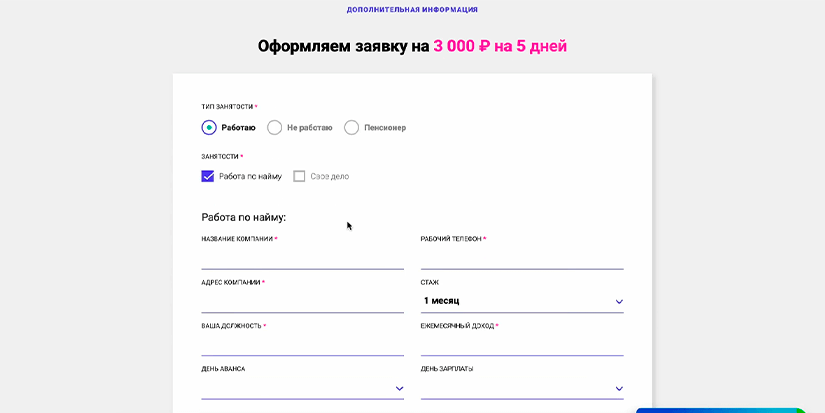 ДОПОЛНИТЕЛЬНАЯ ИНФОРМАЦИЯ
Оформляем заявку на 3 000 ₽ на 5 дней
ТИП ЗАНЯТОСТИ *
Работаю Не работаю Пенсионер
ЗАНЯТОСТИ *
Работа по найму Свое дело
Работа по найму:
НАЗВАНИЕ КОМПАНИИ * РАБОЧИЙ ТЕЛЕФОН *
АДРЕС КОМПАНИИ * СТАЖ
1 месяц
ВАША ДОЛЖНОСТЬ * ЕЖЕМЕСЯЧНЫЙ ДОХОД *
ДЕНЬ АВАНСА ДЕНЬ ЗАРПЛАТЫ